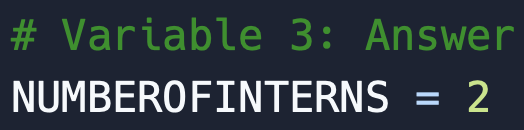 # Variable 3: Answer
NUMBEROFINTERNS = 2